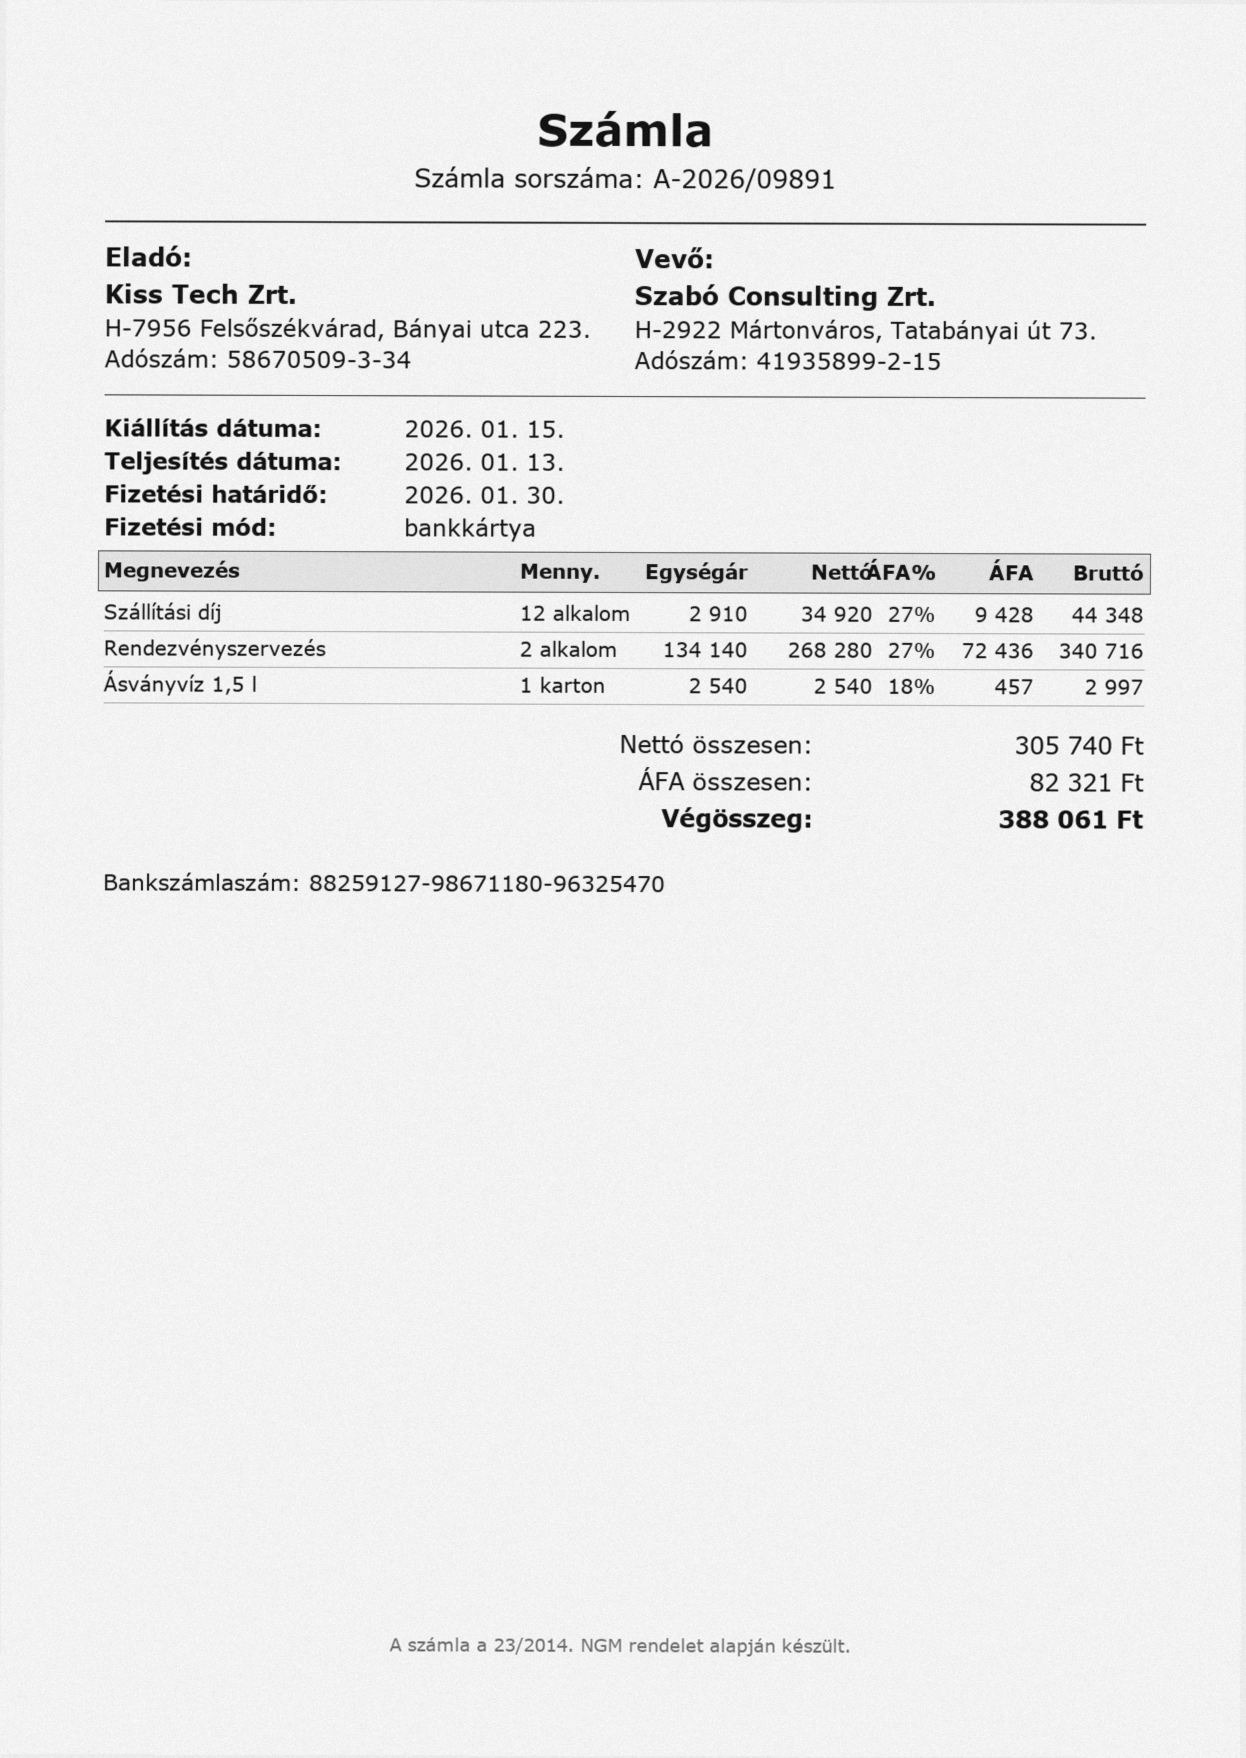 Számla
Számla sorszáma: A-2026/09891
Eladó:
Kiss Tech Zrt.
H-7956 Felsőszékvárad, Bányai utca 223.
Adószám: 58670509-3-34
Vevő:
Szabó Consulting Zrt.
H-2922 Mártonváros, Tatabányai út 73.
Adószám: 41935899-2-15
Kiállítás dátuma: 2026. 01. 15.
Teljesítés dátuma: 2026. 01. 13.
Fizetési határidő: 2026. 01. 30.
Fizetési mód: bankkártya
Megnevezés Menny. Egységár Nettó ÁFA% ÁFA Bruttó
Szállítási díj 12 alkalom 2 910 34 920 27% 9 428 44 348
Rendezvényszervezés 2 alkalom 134 140 268 280 27% 72 436 340 716
Ásványvíz 1,5 l 1 karton 2 540 2 540 18% 457 2 997
Nettó összesen: 305 740 Ft
ÁFA összesen: 82 321 Ft
Végösszeg: 388 061 Ft
Bankszámlaszám: 88259127-98671180-96325470
A számla a 23/2014. NGM rendelet alapján készült.